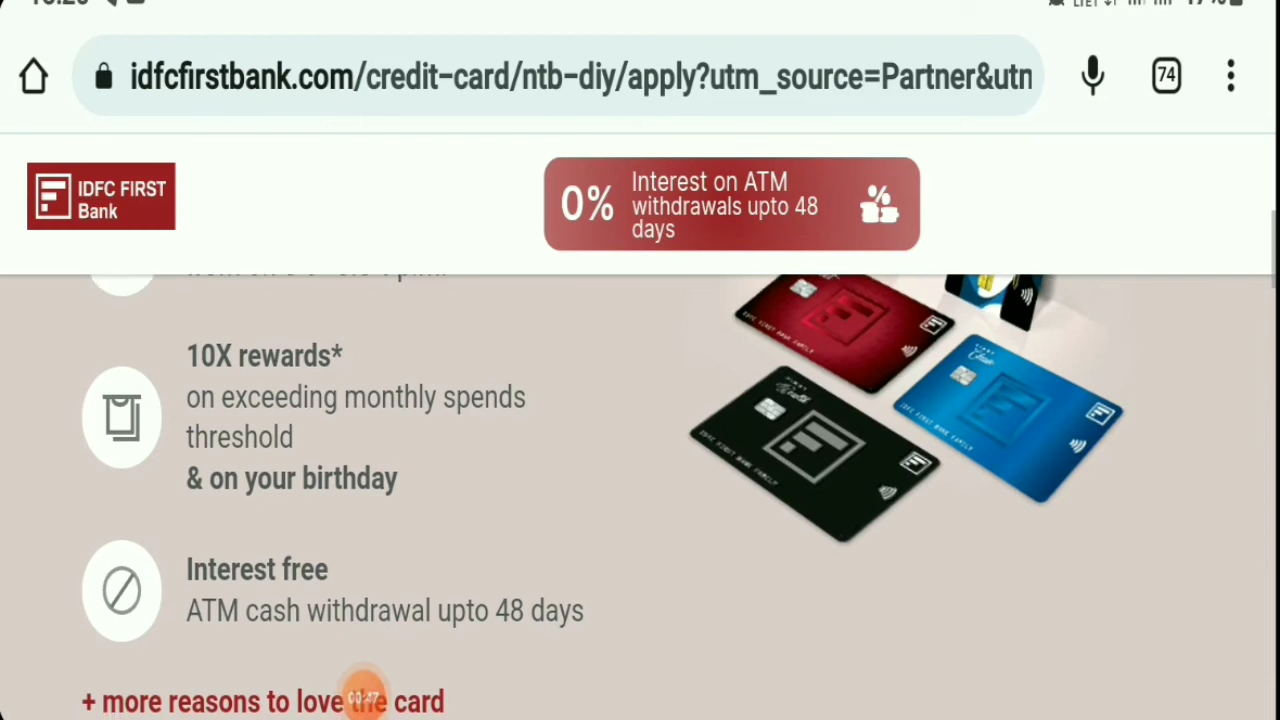 idfcfirstbank.com/credit-card/ntb-diy/apply?utm_source=Partner&utn
74
IDFC FIRST
Bank
0%
Interest on ATM
withdrawals upto 48
days
10X rewards*
on exceeding monthly spends
threshold
& on your birthday
Interest free
ATM cash withdrawal upto 48 days
+ more reasons to love the card
00:47